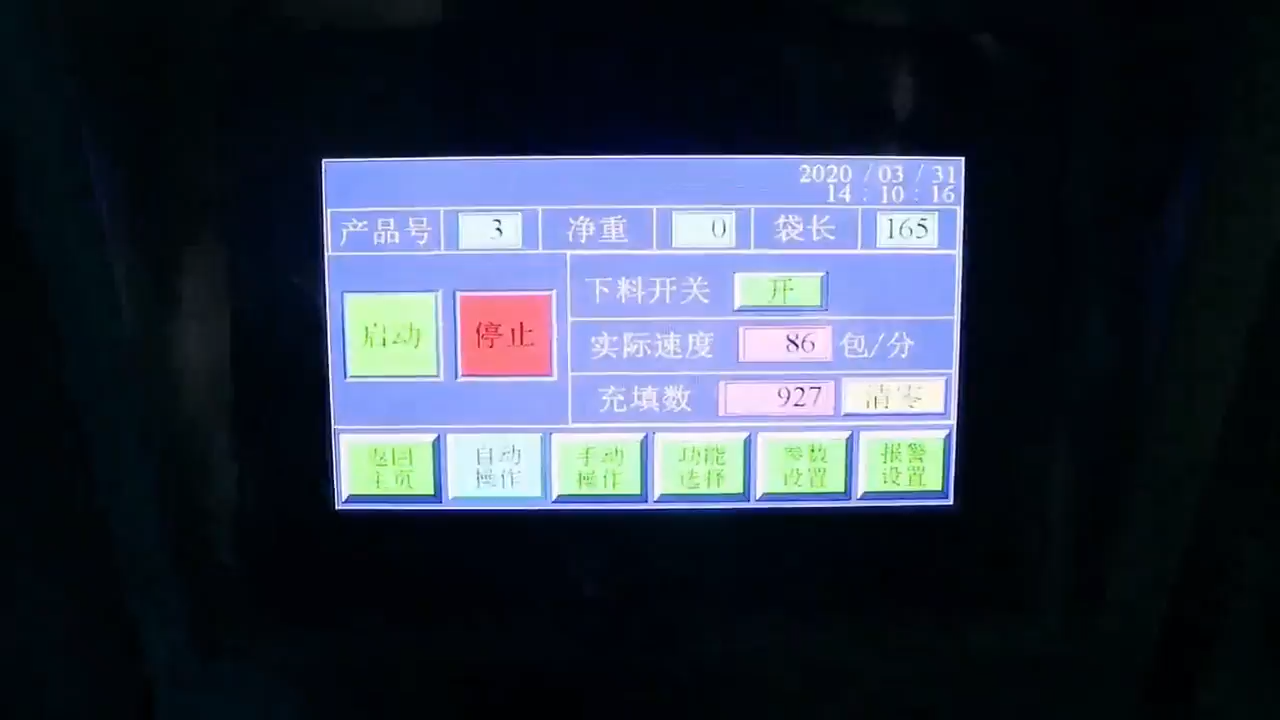 2020 / 03 / 31
14 : 10 : 16
产品号 3 净重 0 袋长 165
启动 停止
下料开关 开
实际速度 86 包/分
充填数 927 清零
返回
主页
自动
操作
手动
操作
功能
选择
参数
设置
报警
设置